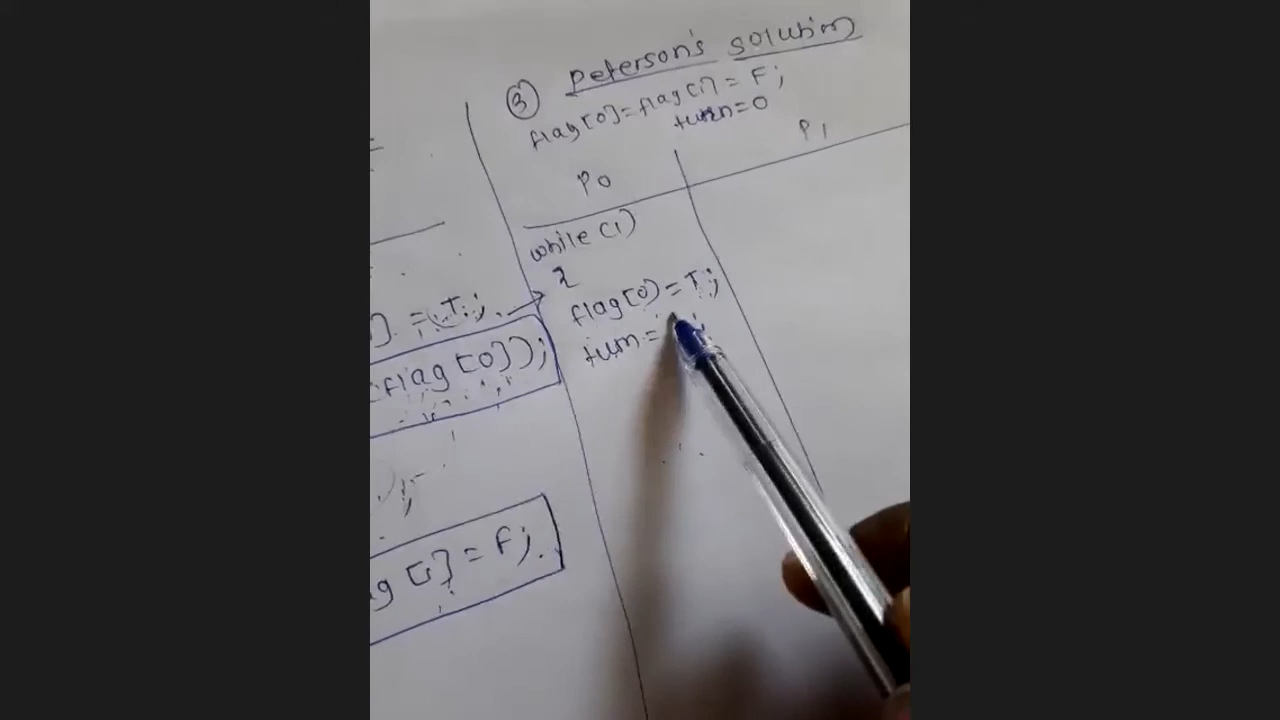 ③ Peterson's solution
flag[0]=flag[1]=F;
turn=0
P0
P1
while(1)
{
flag[0]=T;
turn=
=T;
flag[0]);
ag[1]=F;